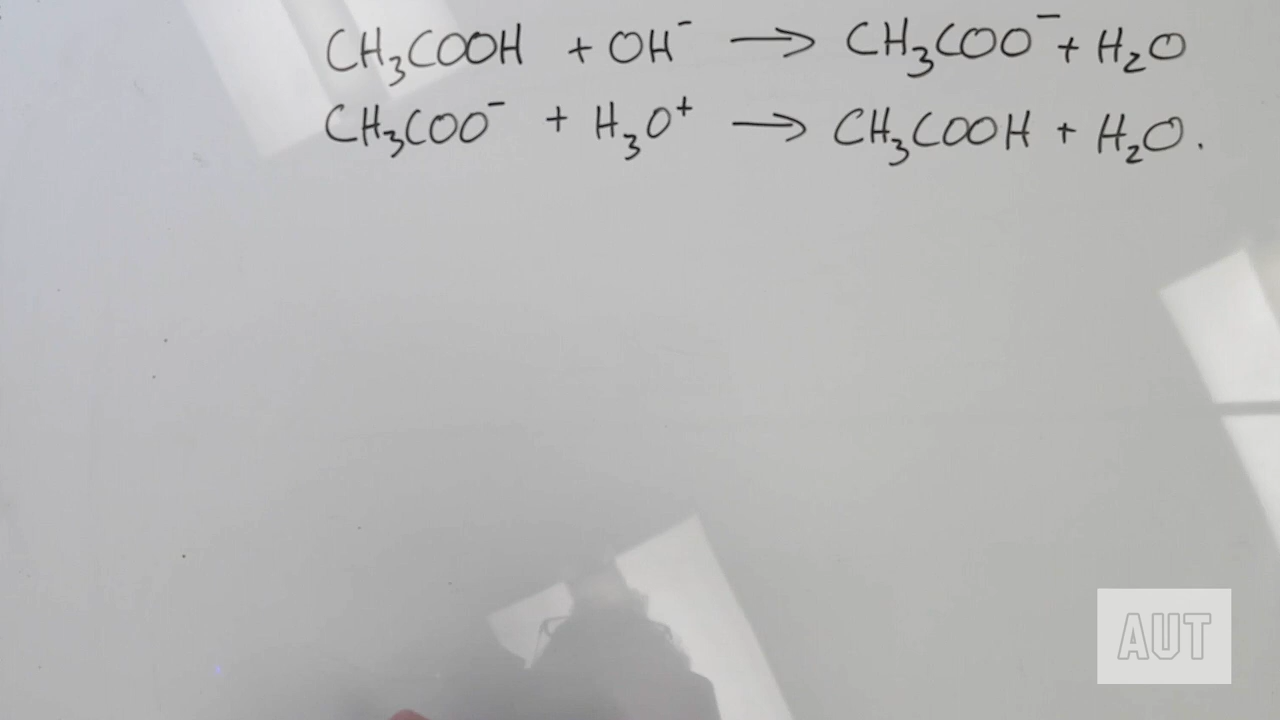 CH₃COOH + OH⁻ → CH₃COO⁻ + H₂O
CH₃COO⁻ + H₃O⁺ → CH₃COOH + H₂O.
AUT